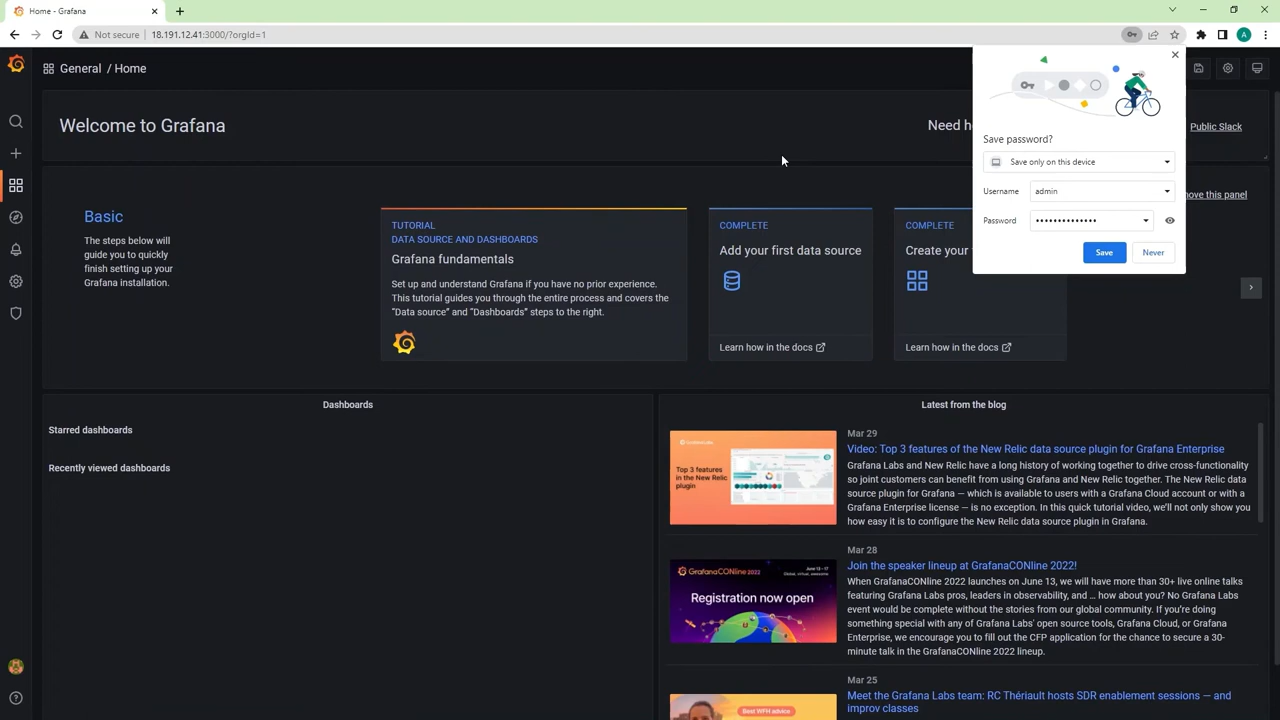 Home - Grafana
Not secure
18.191.12.41:3000/?orgId=1
A
General / Home
Welcome to Grafana
Need h
Public Slack
Save password?
Save only on this device
Username
admin
Password
••••••••••••••
Save
Never
move this panel
Basic
The steps below will
guide you to quickly
finish setting up your
Grafana installation.
TUTORIAL
DATA SOURCE AND DASHBOARDS
Grafana fundamentals
Set up and understand Grafana if you have no prior experience.
This tutorial guides you through the entire process and covers the
"Data source" and "Dashboards" steps to the right.
COMPLETE
Add your first data source
Learn how in the docs
COMPLETE
Create your
Learn how in the docs
Dashboards
Starred dashboards
Recently viewed dashboards
Latest from the blog
Top 3 features
in the New Relic
plugin
Mar 29
Video: Top 3 features of the New Relic data source plugin for Grafana Enterprise
Grafana Labs and New Relic have a long history of working together to drive cross-functionality
so joint customers can benefit from using Grafana and New Relic together. The New Relic data
source plugin for Grafana — which is available to users with a Grafana Cloud account or with a
Grafana Enterprise license — is no exception. In this quick tutorial video, we'll not only show you
how easy it is to configure the New Relic data source plugin in Grafana.
GrafanaCONline 2022
June 13 - 17
Global, virtual, awesome
Registration now open
Mar 28
Join the speaker lineup at GrafanaCONline 2022!
When GrafanaCONline 2022 launches on June 13, we will have more than 30+ live online talks
featuring Grafana Labs pros, leaders in observability, and … how about you? No Grafana Labs
event would be complete without the stories from our global community. If you're doing
something special with any of Grafana Labs' open source tools, Grafana Cloud, or Grafana
Enterprise, we encourage you to fill out the CFP application for the chance to secure a 30-
minute talk in the GrafanaCONline 2022 lineup.
Best WFH advice
Mar 25
Meet the Grafana Labs team: RC Thériault hosts SDR enablement sessions — and
improv classes